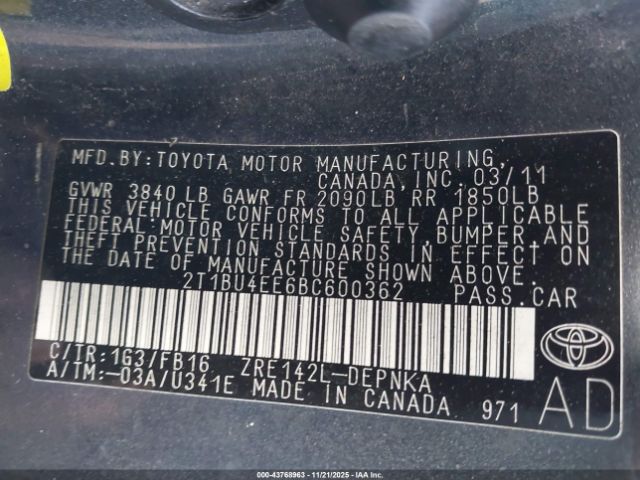 MFD. BY: TOYOTA MOTOR MANUFACTURING,
CANADA, INC. 03/11
GVWR 3840 LB GAWR FR 2090LB RR 1850LB
THIS VEHICLE CONFORMS TO ALL APPLICABLE
FEDERAL MOTOR VEHICLE SAFETY, BUMPER, AND
THEFT PREVENTION STANDARDS IN EFFECT ON
THE DATE OF MANUFACTURE SHOWN ABOVE.
2T1BU4EE6BC600362 PASS. CAR
C/TR: 1G3/FB16 ZRE142L-DEPNKA
A/TM: -03A/U341E MADE IN CANADA 971
AD
000-43768963 - 11/21/2025 - IAAI.COM